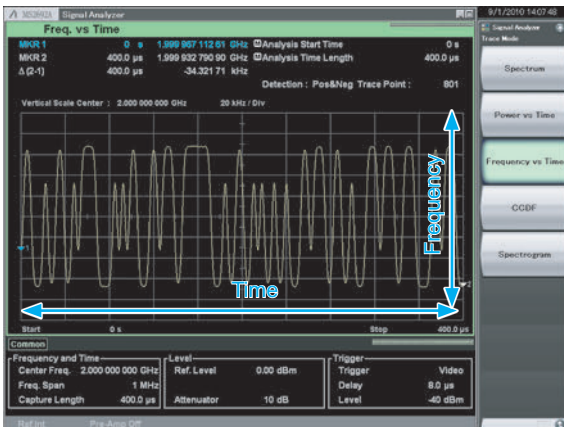 MS2692A Signal Analyzer
9/1/2010 14:07:48
Freq. vs Time
MKR 1 0 s 1.999 967 112 61 GHz Analysis Start Time 0 s
MKR 2 400.0 µs 1.999 932 790 90 GHz Analysis Time Length 400.0 µs
Δ (2-1) 400.0 µs -34.321 71 kHz
Detection : Pos&Neg Trace Point : 801
Vertical Scale Center : 2.000 000 000 GHz 20 kHz / Div
1
Frequency
Time
2
Start 0 s Stop 400.0 µs
Common
Frequency and Time
Center Freq. 2.000 000 000 GHz
Freq. Span 1 MHz
Capture Length 400.0 µs
Level
Ref.Level 0.00 dBm
Attenuator 10 dB
Trigger
Trigger Video
Delay 8.0 µs
Level -40 dBm
Ref.Int Pre-Amp Off
Signal Analyzer
Trace Mode
Spectrum
Power vs Time
Frequency vs Time
CCDF
Spectrogram